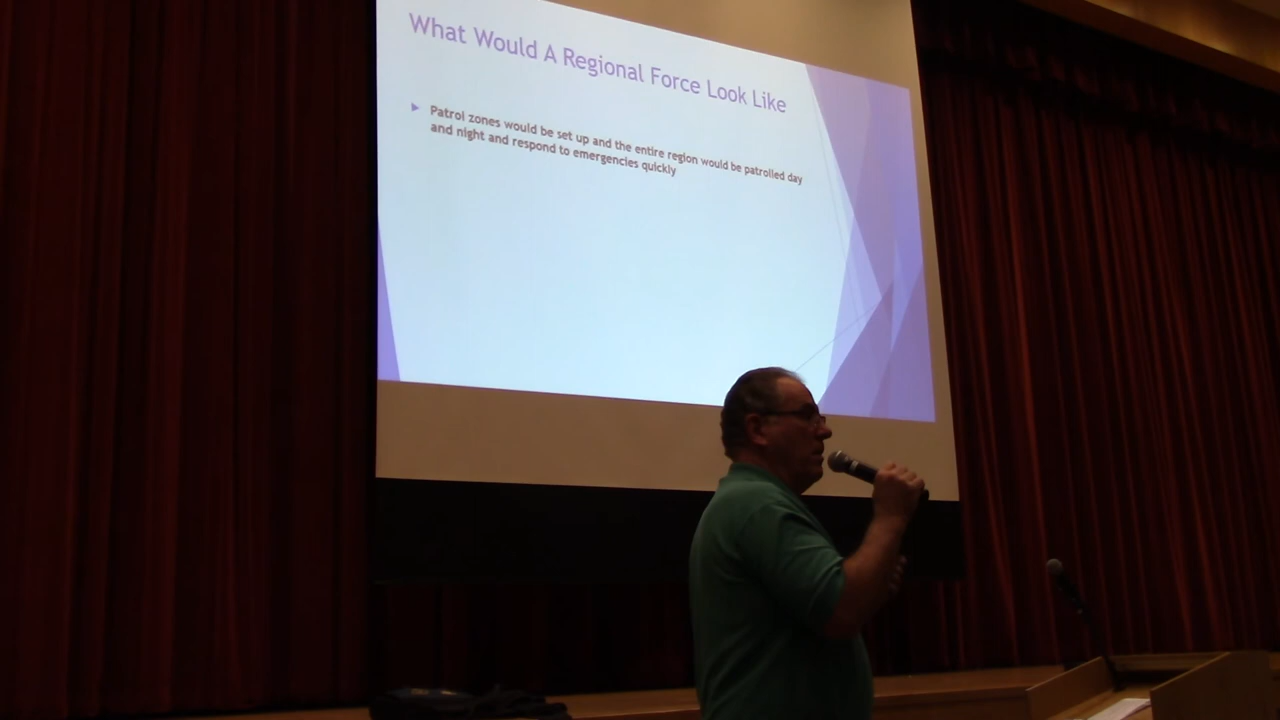 What Would A Regional Force Look Like
Patrol zones would be set up and the entire region would be patrolled day
and night and respond to emergencies quickly